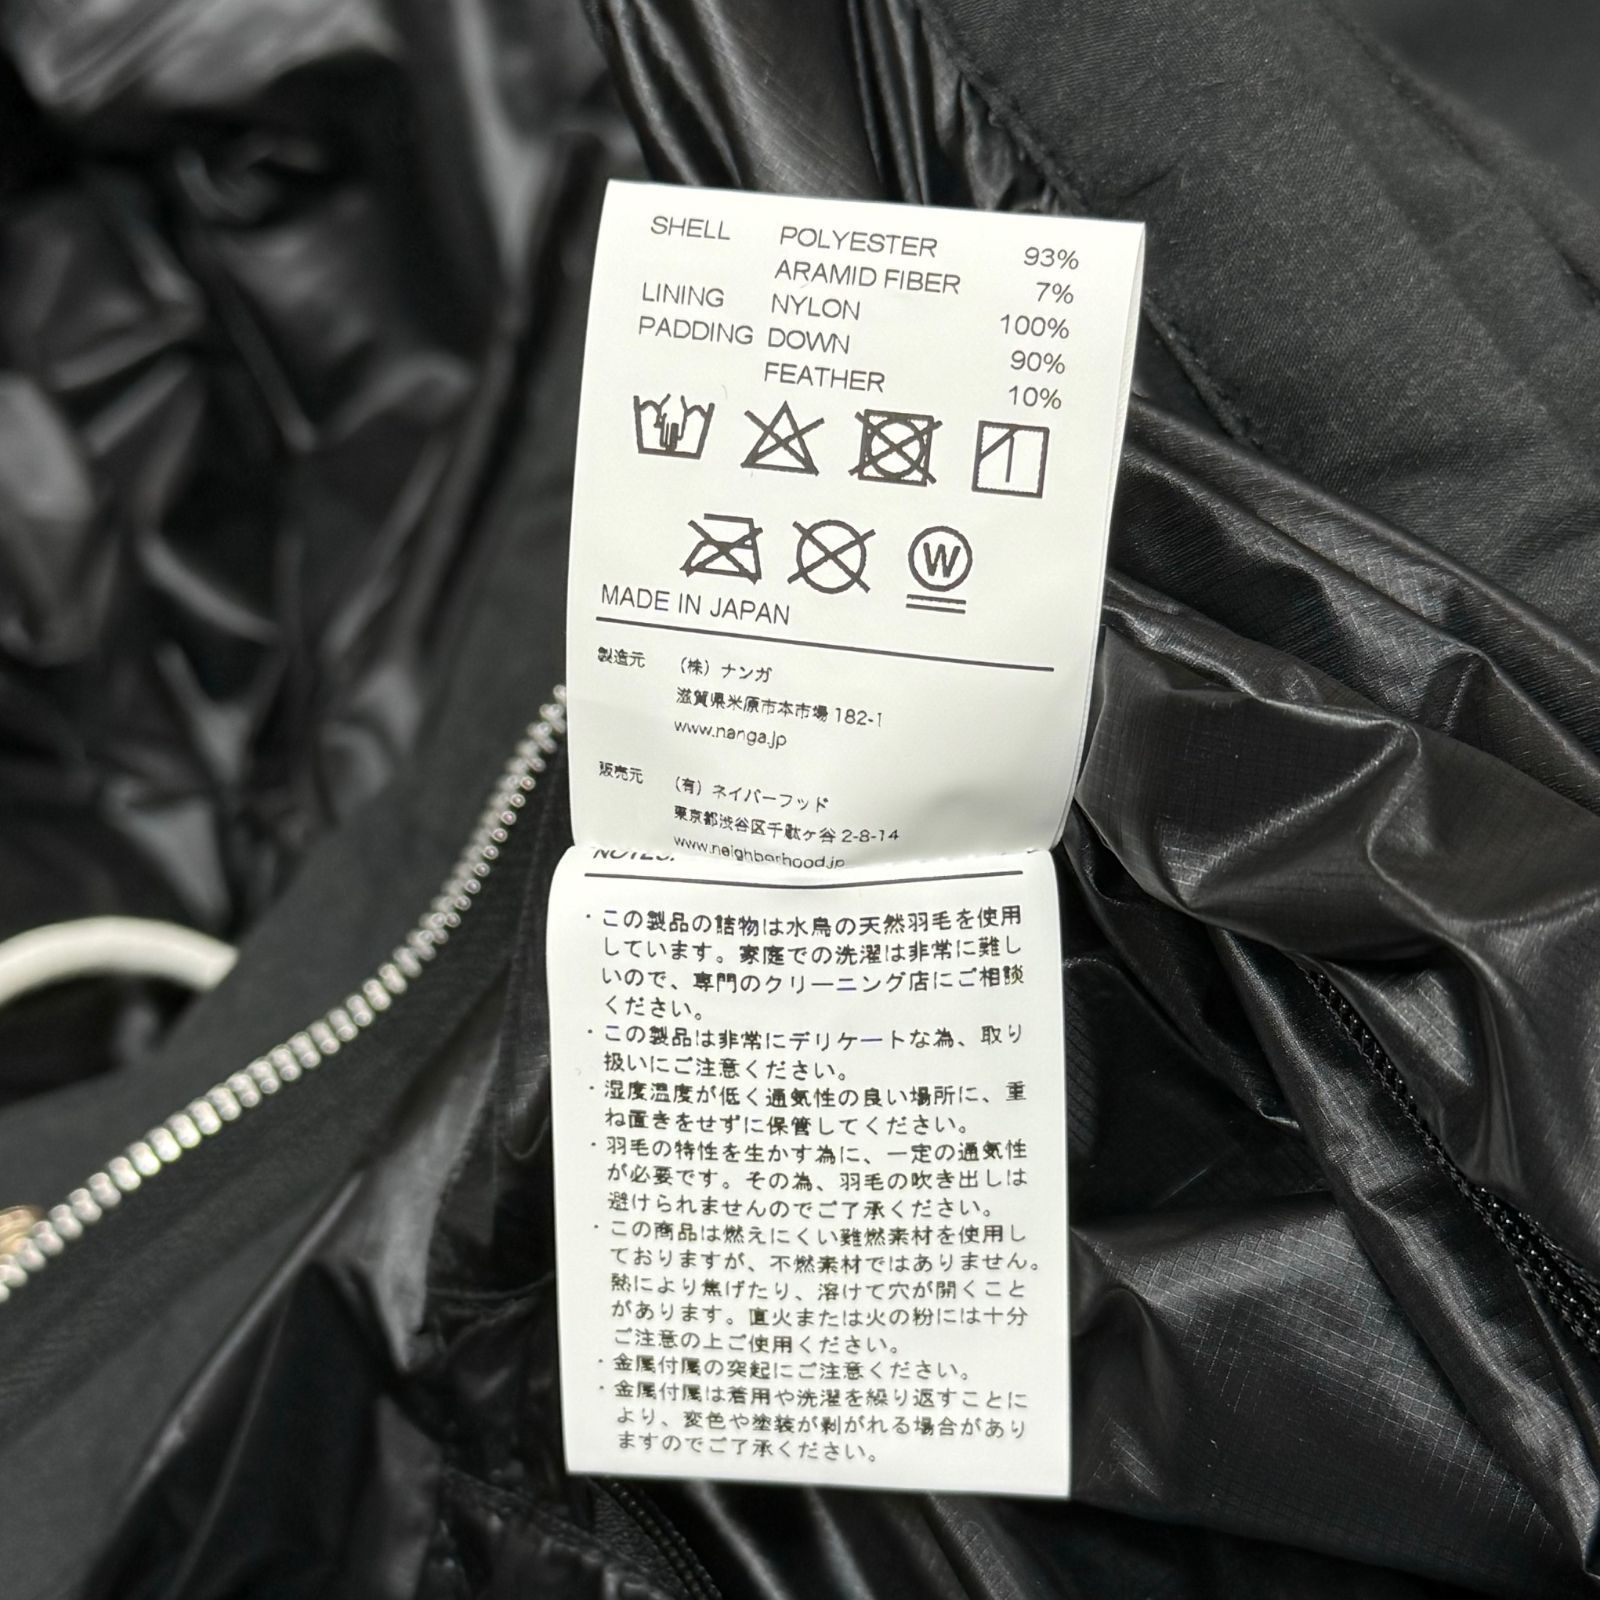 SHELL POLYESTER 93%
ARAMID FIBER 7%
LINING NYLON 100%
PADDING DOWN 90%
FEATHER 10%
W
MADE IN JAPAN
製造元 (株) ナンガ
滋賀県米原市本市場 182-1
www.nanga.jp
販売元 (有) ネイバーフッド
東京都渋谷区千駄ヶ谷 2-8-14
www.neighborhood.jp
NOTES:
・この製品の詰物は水鳥の天然羽毛を使用
しています。家庭での洗濯は非常に難し
いので、専門のクリーニング店にご相談
ください。
・この製品は非常にデリケートな為、取り
扱いにご注意ください。
・湿度温度が低く通気性の良い場所に、重
ね置きをせずに保管してください。
・羽毛の特性を生かす為に、一定の通気性
が必要です。その為、羽毛の吹き出しは
避けられませんのでご了承ください。
・この商品は燃えにくい難燃素材を使用し
ておりますが、不燃素材ではありません。
熱により焦げたり、溶けて穴が開くこと
があります。直火または火の粉には十分
ご注意の上ご使用ください。
・金属付属の突起にご注意ください。
・金属付属は着用や洗濯を繰り返すことに
より、変色や塗装が剥がれる場合があり
ますのでご了承ください。